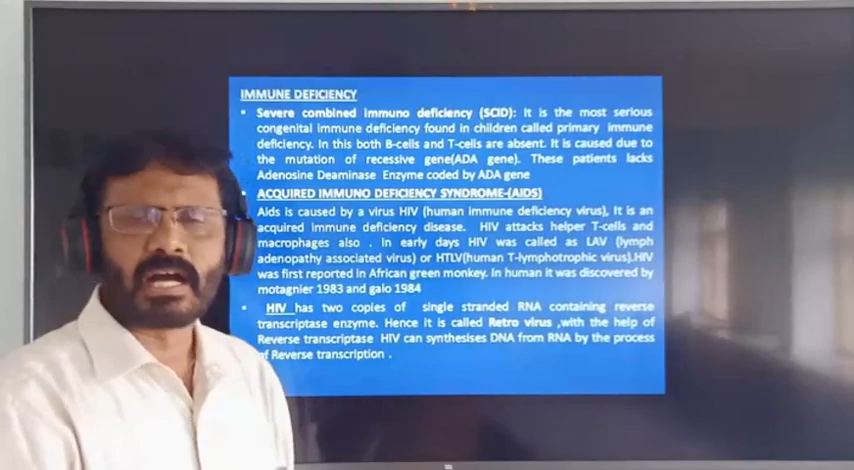 IMMUNE DEFICIENCY
• Severe combined Immuno deficiency (SCID): It is the most serious
congenital immune deficiency found in children called primary immune
deficiency. In this both B-cells and T-cells are absent. It is caused due to
the mutation of recessive gene(ADA gene). These patients lacks
Adenosine Deaminase Enzyme coded by ADA gene
• ACQUIRED IMMUNO DEFICIENCY SYNDROME-(AIDS)
Aids is caused by a virus HIV (human immune deficiency virus), It is an
acquired immune deficiency disease. HIV attacks helper T-cells and
macrophages also . In early days HIV was called as LAV (lymph
adenopathy associated virus) or HTLV(human T-lymphotrophic virus).HIV
was first reported in African green monkey. In human it was discovered by
motagnier 1983 and galo 1984
• HIV has two copies of single stranded RNA containing reverse
transcriptase enzyme. Hence it is called Retro virus ,with the help of
Reverse transcriptase HIV can synthesises DNA from RNA by the process
of Reverse transcription .